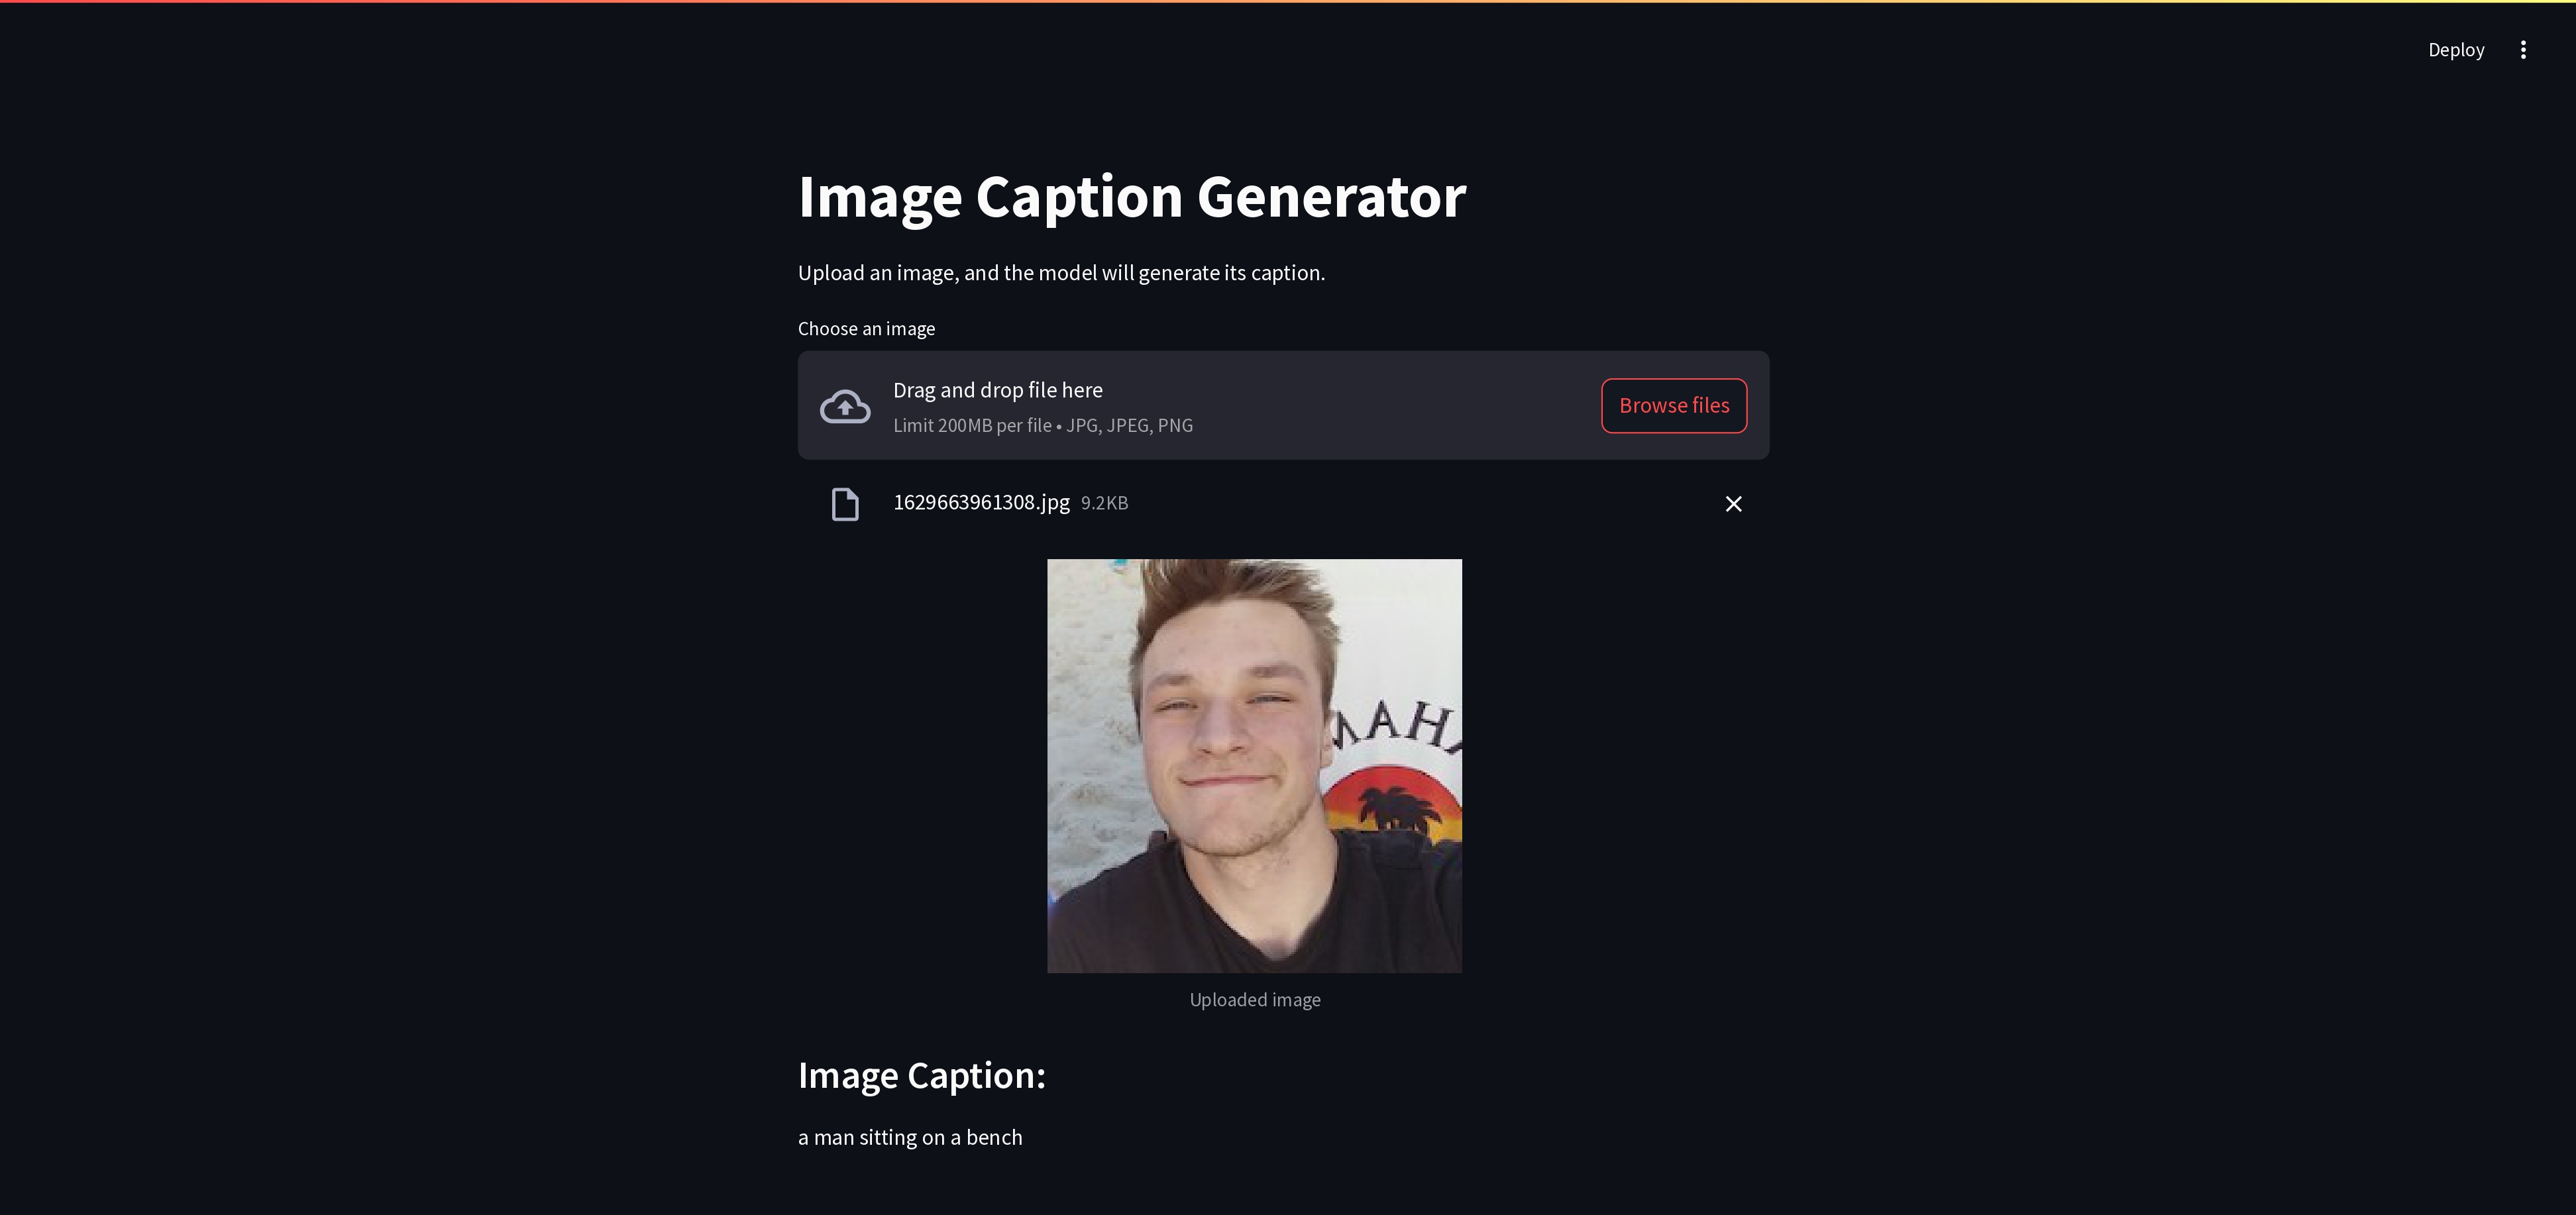 Deploy
Image Caption Generator
Upload an image, and the model will generate its caption.
Choose an image
Drag and drop file here
Limit 200MB per file • JPG, JPEG, PNG
Browse files
1629663961308.jpg 9.2KB
Uploaded image
Image Caption:
a man sitting on a bench